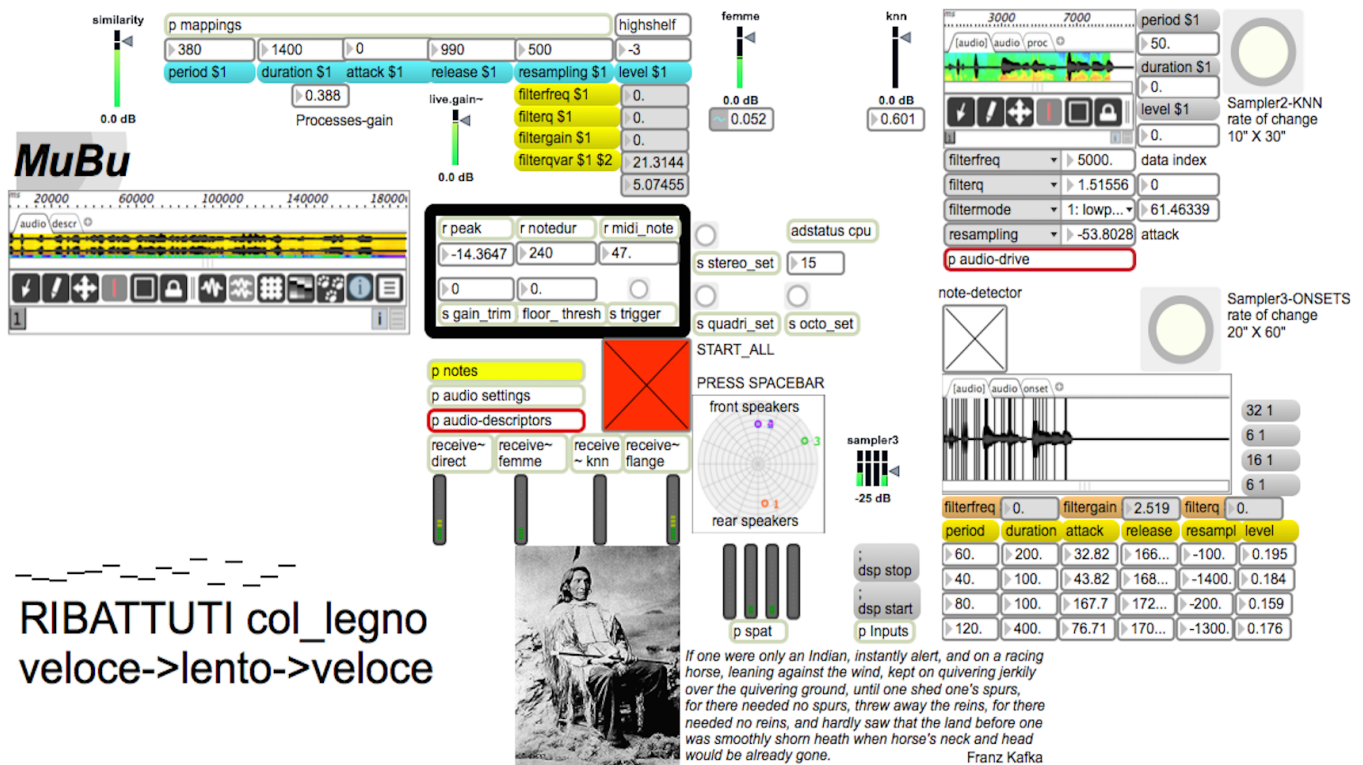 similarity
0.0 dB
p mappings
highshelf
380 1400 0 990 500 -3
period $1 duration $1 attack $1 release $1 resampling $1 level $1
0.388
Processes-gain
live.gain~
0.0 dB
filterfreq $1 0.
filterq $1 0.
filtergain $1 0.
filterqvar $1 $2 21.3144
5.07455
femme
0.0 dB
0.052
knn
0.0 dB
0.601
ms 3000 7000
[audio] audio proc
period $1
50.
duration $1
0.
level $1
0.
Sampler2-KNN
rate of change
10" X 30"
filterfreq 5000. data index
filterq 1.51556 0
filtermode 1: lowp... 61.46339
resampling -53.8028 attack
p audio-drive
MuBu
ms 20000 60000 100000 140000 18000
audio descr
1
r peak r notedur r midi_note
-14.3647 240 47.
0 0.
s gain_trim floor_ thresh s trigger
s stereo_set
adstatus cpu
15
s quadri_set s octo_set
START_ALL
PRESS SPACEBAR
note-detector
Sampler3-ONSETS
rate of change
20" X 60"
p notes
p audio settings
p audio-descriptors
receive~
direct
receive~
femme
receive
~ knn
receive~
flange
front speakers
3
1
rear speakers
sampler3
-25 dB
[audio] audio onset
32 1
6 1
16 1
6 1
filterfreq 0. filtergain 2.519 filterq 0.
period duration attack release resampl level
60. 200. 32.82 166... -100. 0.195
40. 100. 43.82 168... -1400. 0.184
80. 100. 167.7 172... -200. 0.159
120. 400. 76.71 170... -1300. 0.176
;
dsp stop
;
dsp start
p spat
p Inputs
RIBATTUTI col_legno
veloce->lento->veloce
If one were only an Indian, instantly alert, and on a racing
horse, leaning against the wind, kept on quivering jerkily
over the quivering ground, until one shed one's spurs,
for there needed no spurs, threw away the reins, for there
needed no reins, and hardly saw that the land before one
was smoothly shorn heath when horse's neck and head
would be already gone.
Franz Kafka